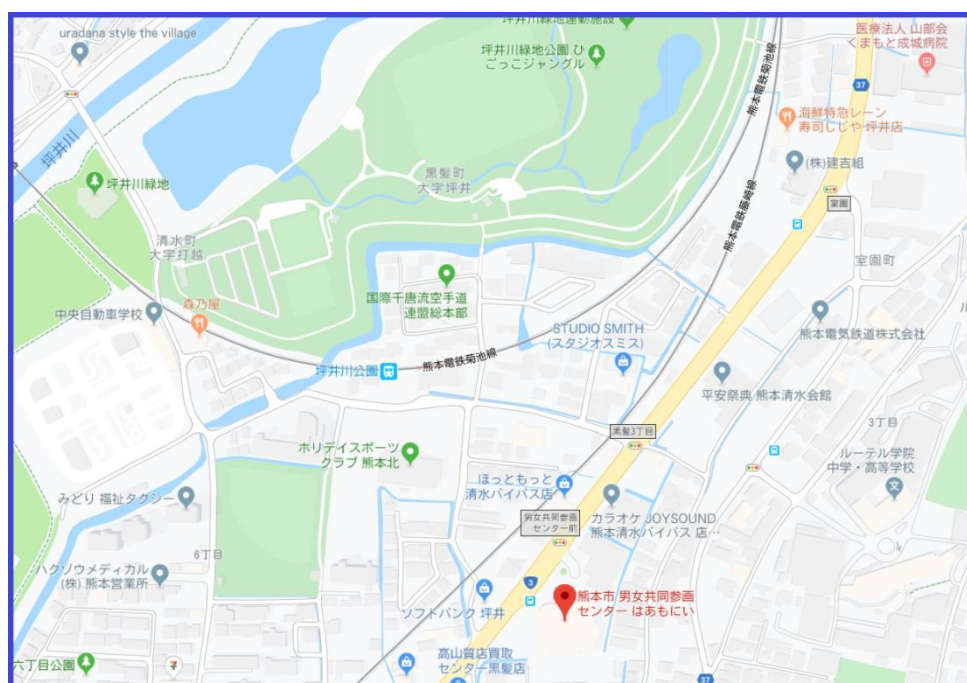 坪井川緑地運動施設
uradana style the village
坪井川緑地公園 ひ
ごっこジャングル
医療法人 山部会
くまもと成城病院
37
熊本電鉄菊池線
海鮮特急レーン
寿司ししや 坪井店
(株)建吉組
坪井川
坪井川緑地
黒髪町
大字坪井
熊本電鉄藤崎線
室園
清水町
大字打越
室園町
国際千唐流空手道
連盟総本部
中央自動車学校
森乃屋
STUDIO SMITH
(スタジオスミス)
熊本電気鉄道株式会社
坪井川公園
熊本電鉄菊池線
平安祭典 熊本清水会館
黒髪3丁目
3丁目
ホリデイスポーツ
クラブ 熊本北
ルーテル学院
中学・高等学校
ほっともっと
清水バイパス店
みどり 福祉タクシー
男女共同参画
センター前
カラオケ JOYSOUND
熊本清水バイパス 店…
6丁目
ハクゾウメディカル
(株) 熊本営業所
3
熊本市 男女共同参画
センター はあもにい
ソフトバンク 坪井
六丁目公園
高山質店買取
センター黒髪店
37